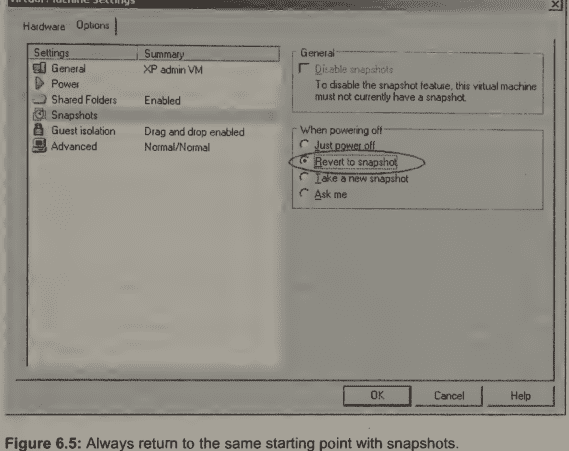 Virtual Machine Settings
Hardware Options
Settings Summary
General XP admin VM
Power
Shared Folders Enabled
Snapshots
Guest isolation Drag and drop enabled
Advanced Normal/Normal
General
Disable snapshots
To disable the snapshot feature, this virtual machine
must not currently have a snapshot.
When powering off
Just power off
Revert to snapshot
Take a new snapshot
Ask me
OK Cancel Help
Figure 6.5: Always return to the same starting point with snapshots.